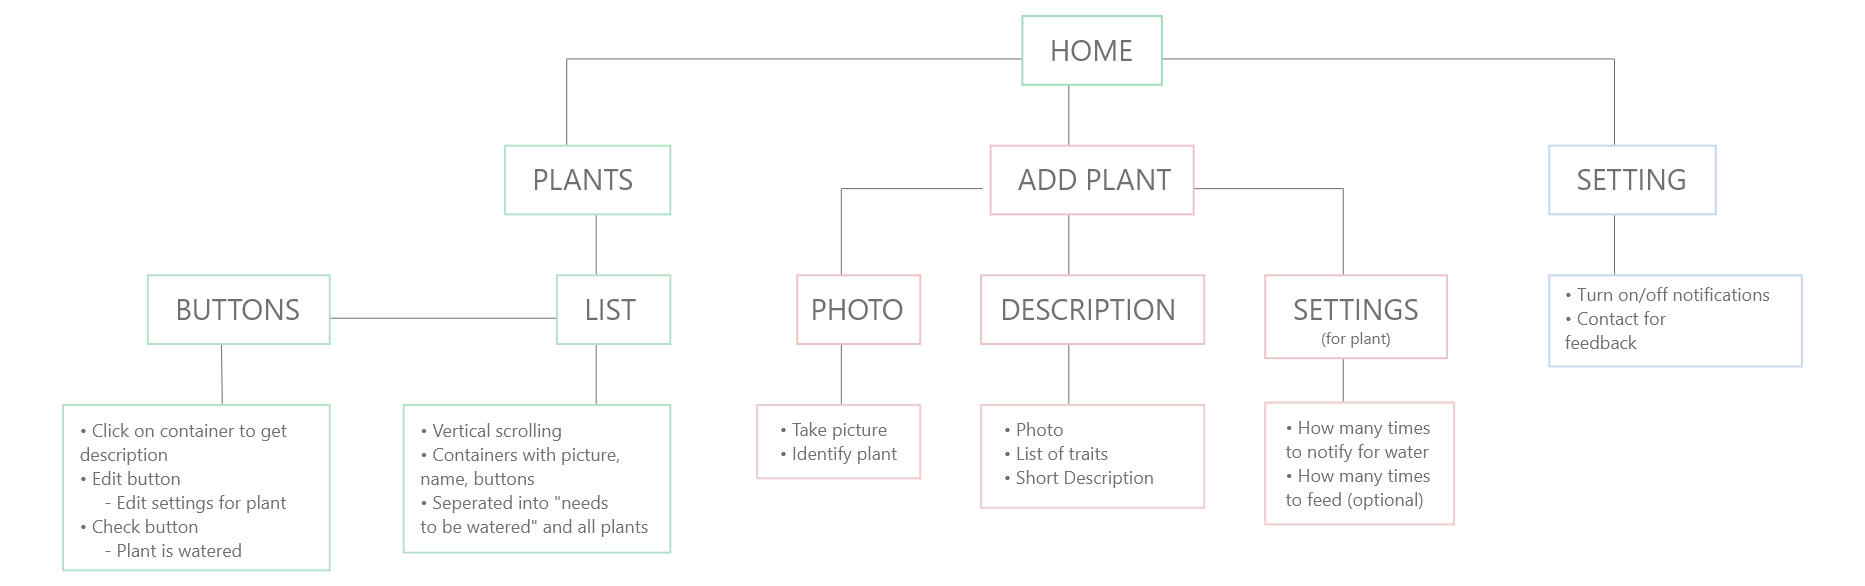 HOME
PLANTS
ADD PLANT
SETTING
BUTTONS
LIST
PHOTO
DESCRIPTION
SETTINGS
(for plant)
• Turn on/off notifications
• Contact for
feedback
• Click on container to get
description
• Edit button
- Edit settings for plant
• Check button
- Plant is watered
• Vertical scrolling
• Containers with picture,
name, buttons
• Seperated into "needs
to be watered" and all plants
• Take picture
• Identify plant
• Photo
• List of traits
• Short Description
• How many times
to notify for water
• How many times
to feed (optional)